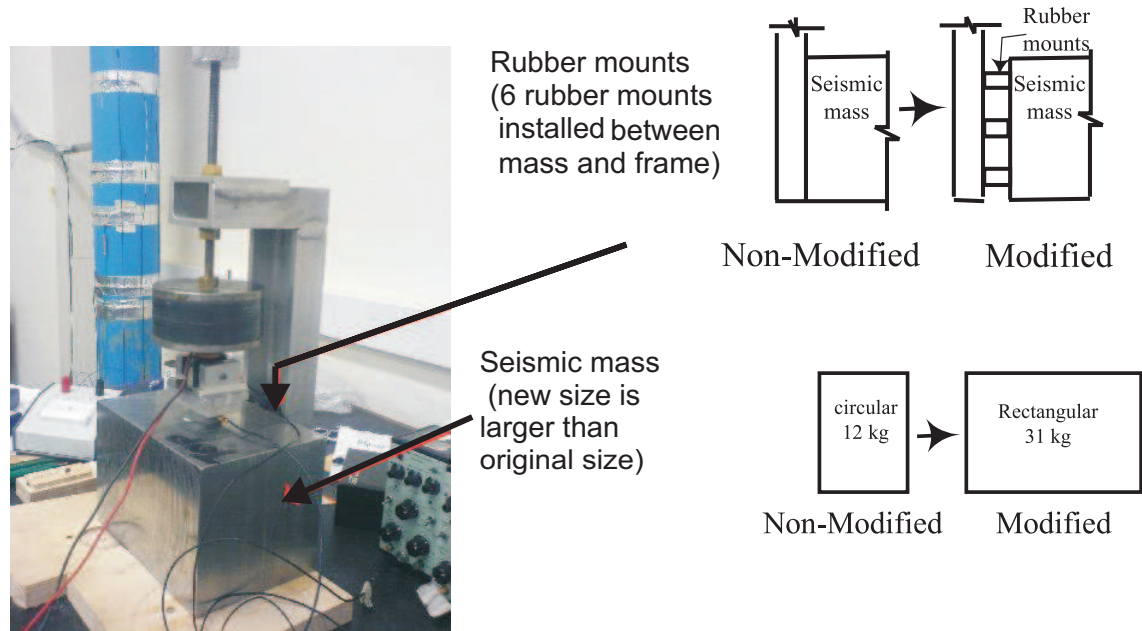 Rubber mounts
(6 rubber mounts
installed between
mass and frame)
Seismic
mass
Rubber
mounts
Seismic
mass
Non-Modified
Modified
Seismic mass
(new size is
larger than
original size)
circular
12 kg
Rectangular
31 kg
Non-Modified
Modified